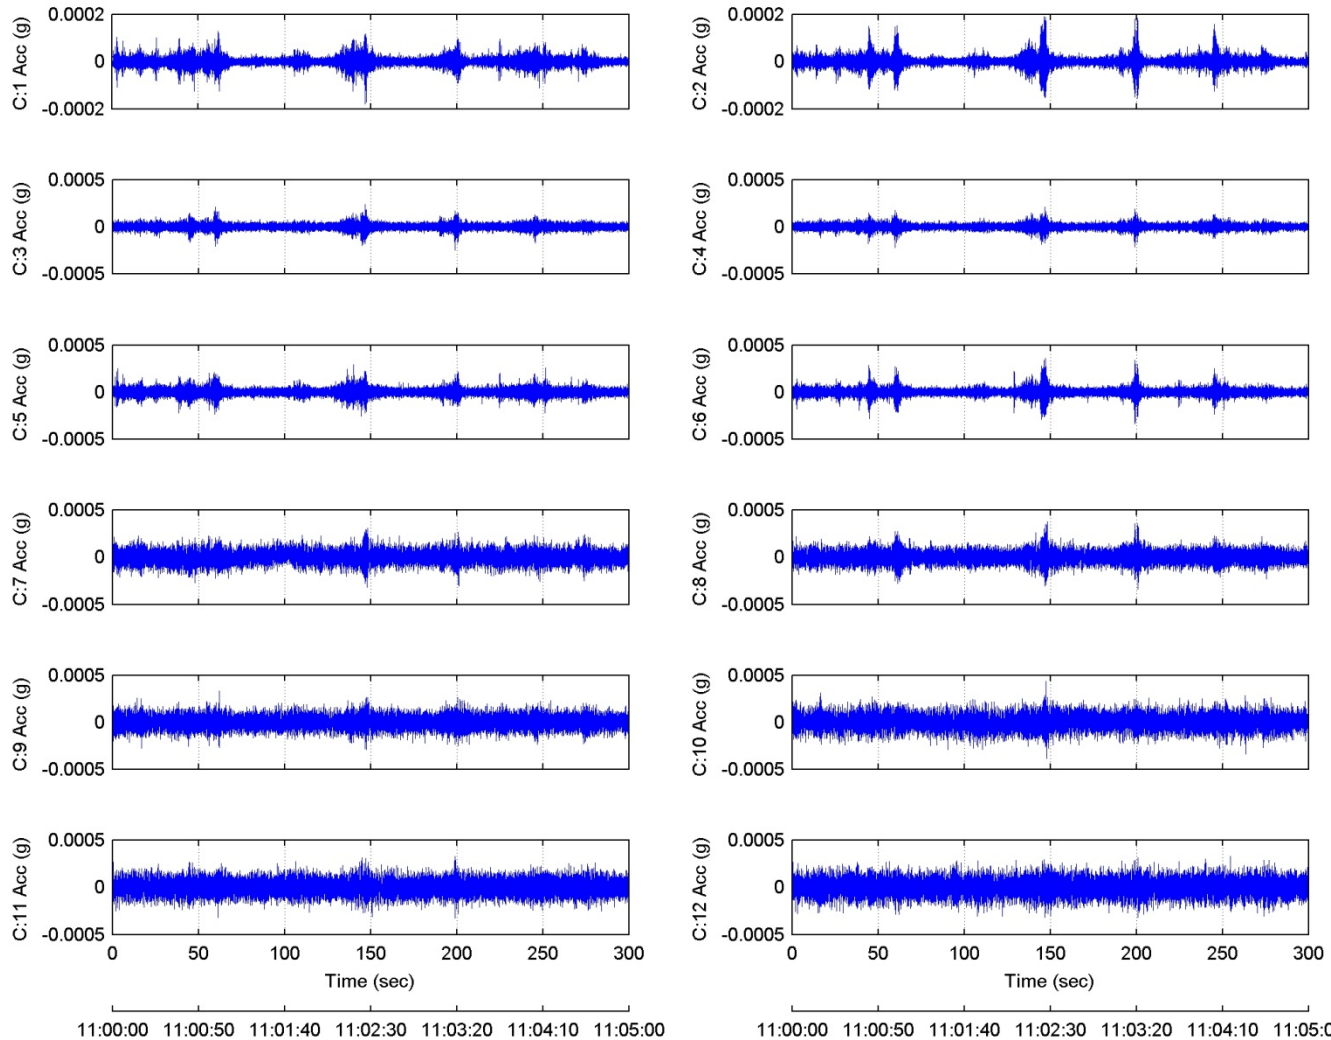 0.0002
C:1 Acc (g)
0
-0.0002
0.0002
C:2 Acc (g)
0
-0.0002
0.0005
C:3 Acc (g)
0
-0.0005
0.0005
C:4 Acc (g)
0
-0.0005
0.0005
C:5 Acc (g)
0
-0.0005
0.0005
C:6 Acc (g)
0
-0.0005
0.0005
C:7 Acc (g)
0
-0.0005
0.0005
C:8 Acc (g)
0
-0.0005
0.0005
C:9 Acc (g)
0
-0.0005
0.0005
C:10 Acc (g)
0
-0.0005
0.0005
C:11 Acc (g)
0
-0.0005
0 50 100 150 200 250 300
Time (sec)
11:00:00 11:00:50 11:01:40 11:02:30 11:03:20 11:04:10 11:05:00
0.0005
C:12 Acc (g)
0
-0.0005
0 50 100 150 200 250 300
Time (sec)
11:00:00 11:00:50 11:01:40 11:02:30 11:03:20 11:04:10 11:05:0